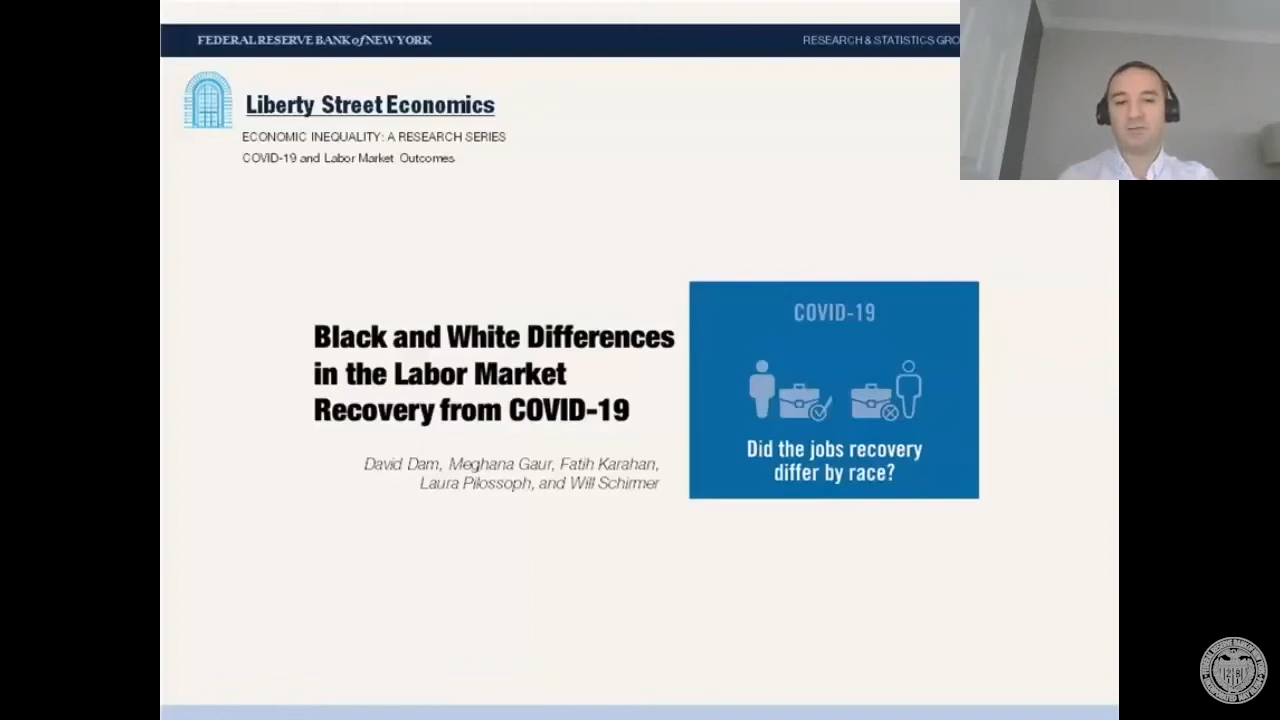 FEDERAL RESERVE BANK of NEW YORK
RESEARCH & STATISTICS
Liberty Street Economics
ECONOMIC INEQUALITY: A RESEARCH SERIES
COVID-19 and Labor Market Outcomes
Black and White Differences
in the Labor Market
Recovery from COVID-19
David Dam, Meghana Gaur, Fatih Karahan,
Laura Pilossoph, and Will Schirmer
COVID-19
Did the jobs recovery
differ by race?